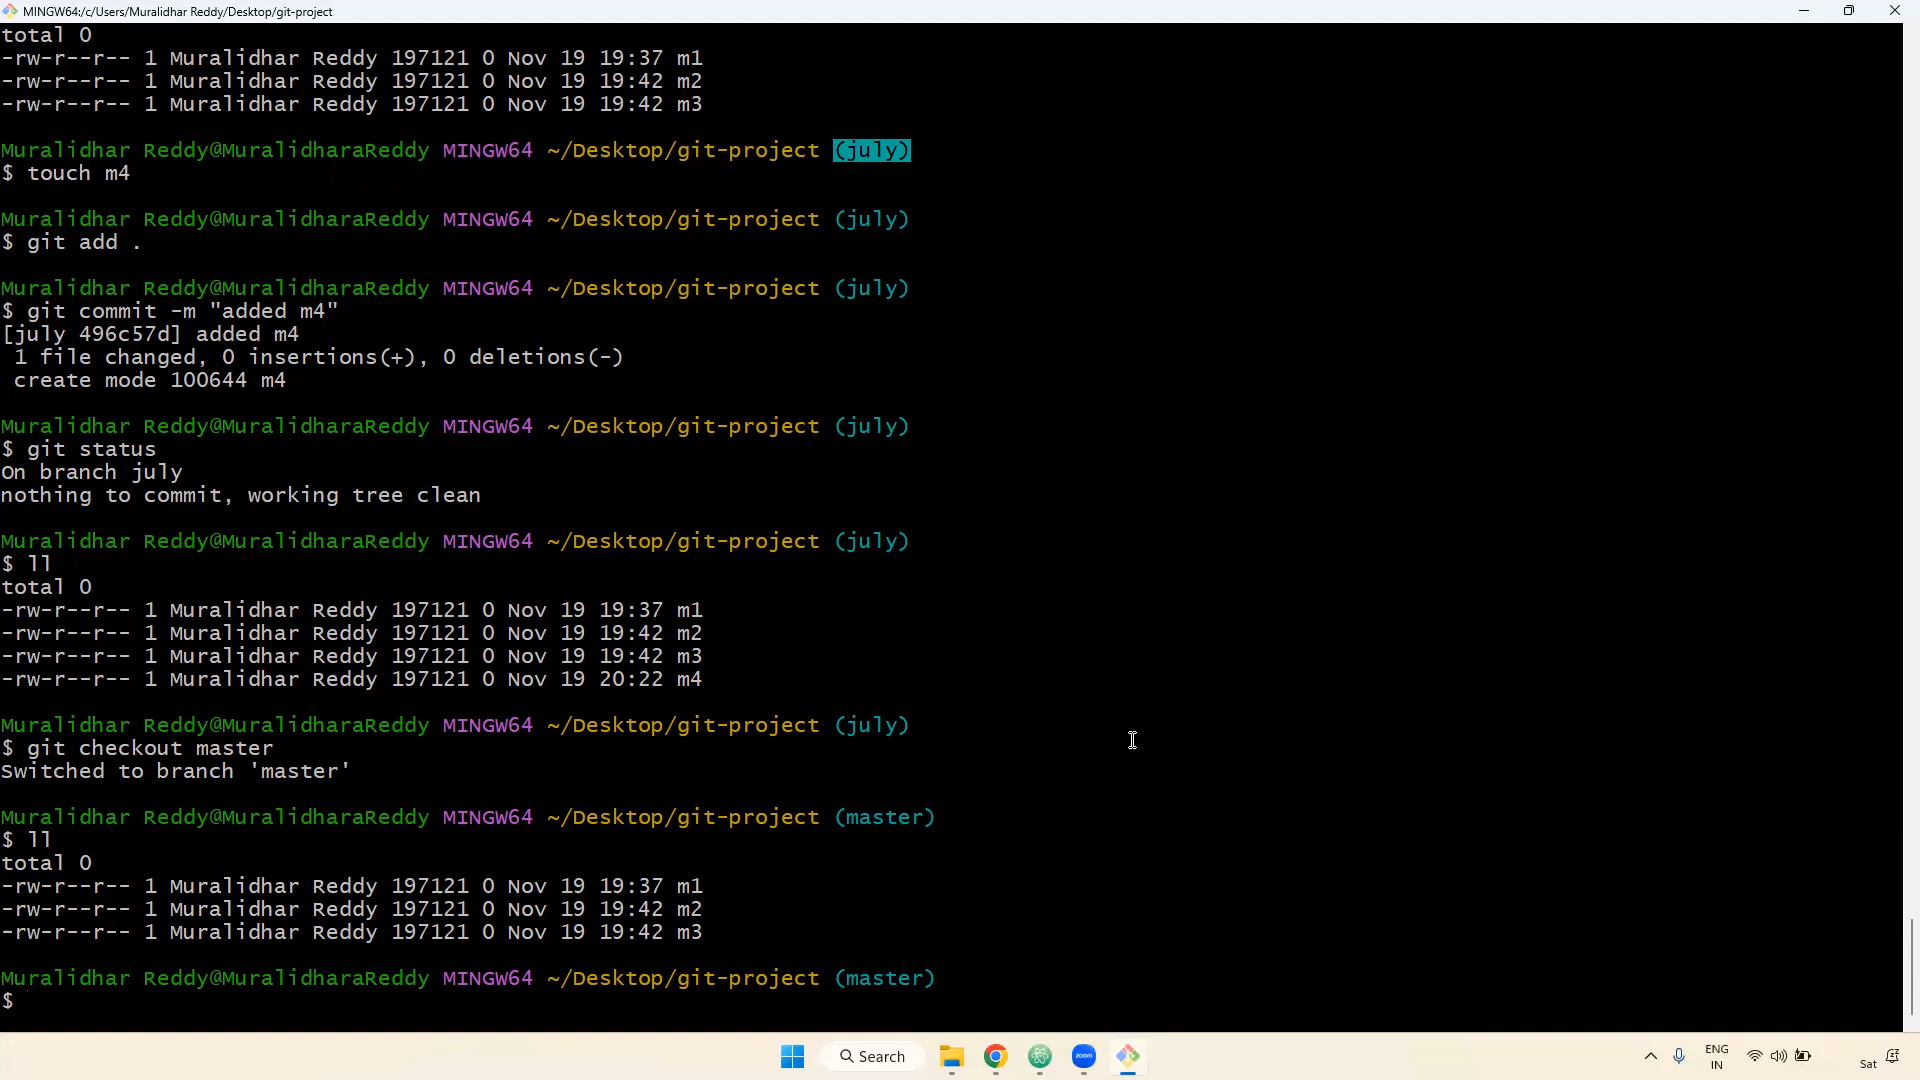 MINGW64:/c/Users/Muralidhar Reddy/Desktop/git-project
total 0
-rw-r--r-- 1 Muralidhar Reddy 197121 0 Nov 19 19:37 m1
-rw-r--r-- 1 Muralidhar Reddy 197121 0 Nov 19 19:42 m2
-rw-r--r-- 1 Muralidhar Reddy 197121 0 Nov 19 19:42 m3
Muralidhar Reddy@MuralidharaReddy MINGW64 ~/Desktop/git-project (july)
$ touch m4
Muralidhar Reddy@MuralidharaReddy MINGW64 ~/Desktop/git-project (july)
$ git add .
Muralidhar Reddy@MuralidharaReddy MINGW64 ~/Desktop/git-project (july)
$ git commit -m "added m4"
[july 496c57d] added m4
 1 file changed, 0 insertions(+), 0 deletions(-)
 create mode 100644 m4
Muralidhar Reddy@MuralidharaReddy MINGW64 ~/Desktop/git-project (july)
$ git status
On branch july
nothing to commit, working tree clean
Muralidhar Reddy@MuralidharaReddy MINGW64 ~/Desktop/git-project (july)
$ ll
total 0
-rw-r--r-- 1 Muralidhar Reddy 197121 0 Nov 19 19:37 m1
-rw-r--r-- 1 Muralidhar Reddy 197121 0 Nov 19 19:42 m2
-rw-r--r-- 1 Muralidhar Reddy 197121 0 Nov 19 19:42 m3
-rw-r--r-- 1 Muralidhar Reddy 197121 0 Nov 19 20:22 m4
Muralidhar Reddy@MuralidharaReddy MINGW64 ~/Desktop/git-project (july)
$ git checkout master
Switched to branch 'master'
Muralidhar Reddy@MuralidharaReddy MINGW64 ~/Desktop/git-project (master)
$ ll
total 0
-rw-r--r-- 1 Muralidhar Reddy 197121 0 Nov 19 19:37 m1
-rw-r--r-- 1 Muralidhar Reddy 197121 0 Nov 19 19:42 m2
-rw-r--r-- 1 Muralidhar Reddy 197121 0 Nov 19 19:42 m3
Muralidhar Reddy@MuralidharaReddy MINGW64 ~/Desktop/git-project (master)
$
Search
zoom
ENG
IN
Sat